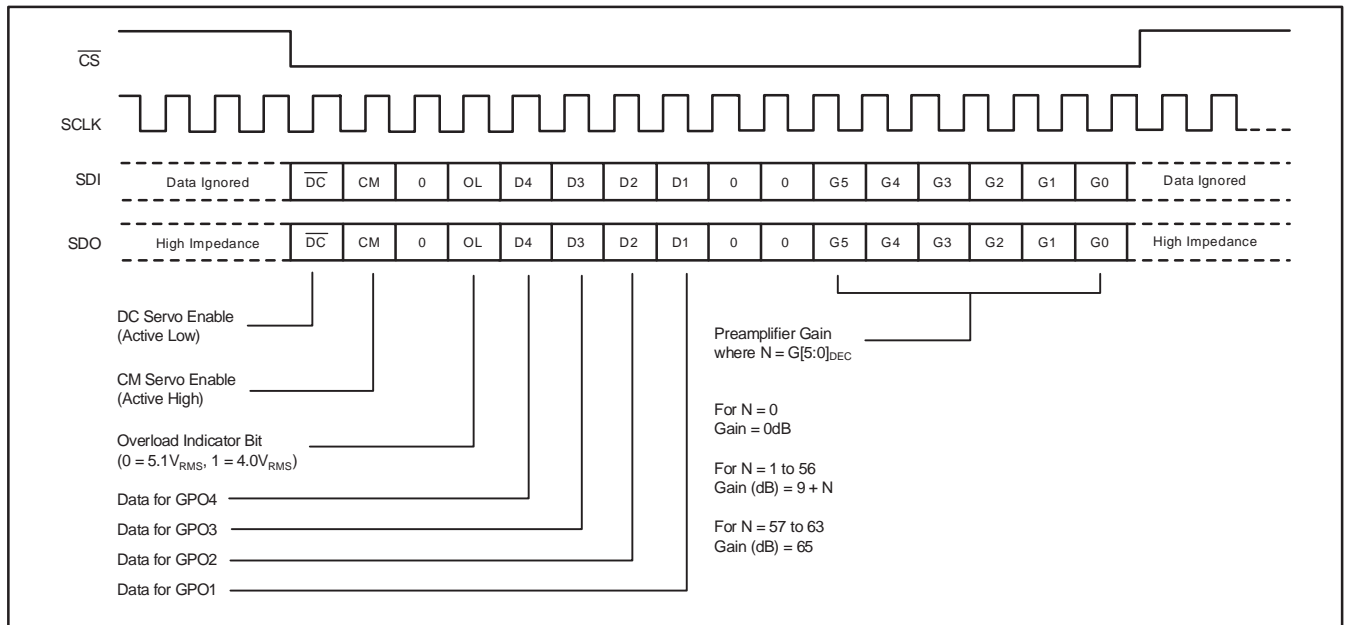 CS
SCLK
SDI Data Ignored DC CM 0 OL D4 D3 D2 D1 0 0 G5 G4 G3 G2 G1 G0 Data Ignored
SDO High Impedance DC CM 0 OL D4 D3 D2 D1 0 0 G5 G4 G3 G2 G1 G0 High Impedance
DC Servo Enable
(Active Low)
CM Servo Enable
(Active High)
Overload Indicator Bit
(0 = 5.1VRMS, 1 = 4.0VRMS)
Data for GPO4
Data for GPO3
Data for GPO2
Data for GPO1
Preamplifier Gain
where N = G[5:0]DEC
For N = 0
Gain = 0dB
For N = 1 to 56
Gain (dB) = 9 + N
For N = 57 to 63
Gain (dB) = 65